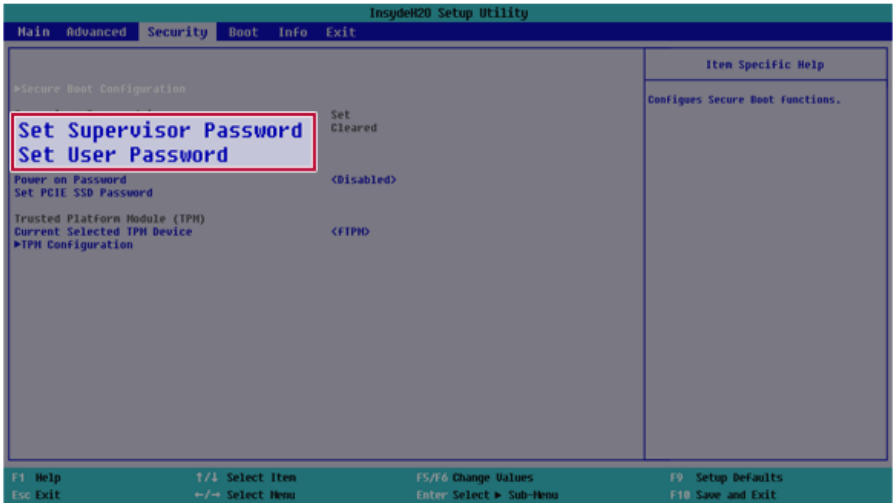 InsydeH20 Setup Utility
Main Advanced Security Boot Info Exit
Item Specific Help
▶Secure Boot Configuration
Configues Secure Boot functions.
Set
Cleared
Set Supervisor Password
Set User Password
Power on Password <Disabled>
Set PCIE SSD Password
Trusted Platform Module (TPM)
Current Selected TPM Device <fTPM>
▶TPM Configuration
F1 Help ↑/↓ Select Item F5/F6 Change Values F9 Setup Defaults
Esc Exit ←/→ Select Menu Enter Select ▶ Sub-Menu F10 Save and Exit